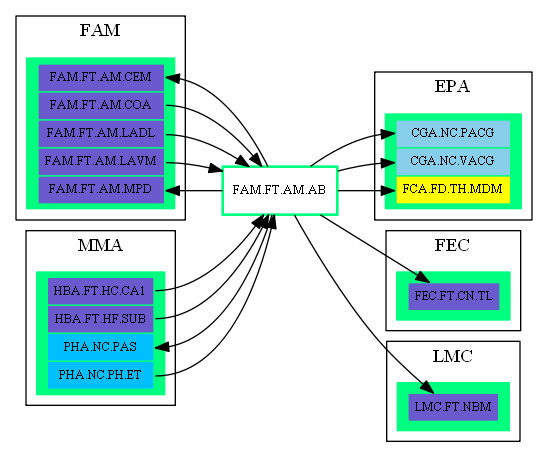 FAM
FAM.FT.AM.CEM
FAM.FT.AM.COA
FAM.FT.AM.LADL
FAM.FT.AM.LAVM
FAM.FT.AM.MPD
MMA
HBA.FT.HC.CA1
HBA.FT.HF.SUB
PHA.NC.PAS
PHA.NC.PH.ET
FAM.FT.AM.AB
EPA
CGA.NC.PACG
CGA.NC.VACG
FCA.FD.TH.MDM
FEC
FEC.FT.CN.TL
LMC
LMC.FT.NBM